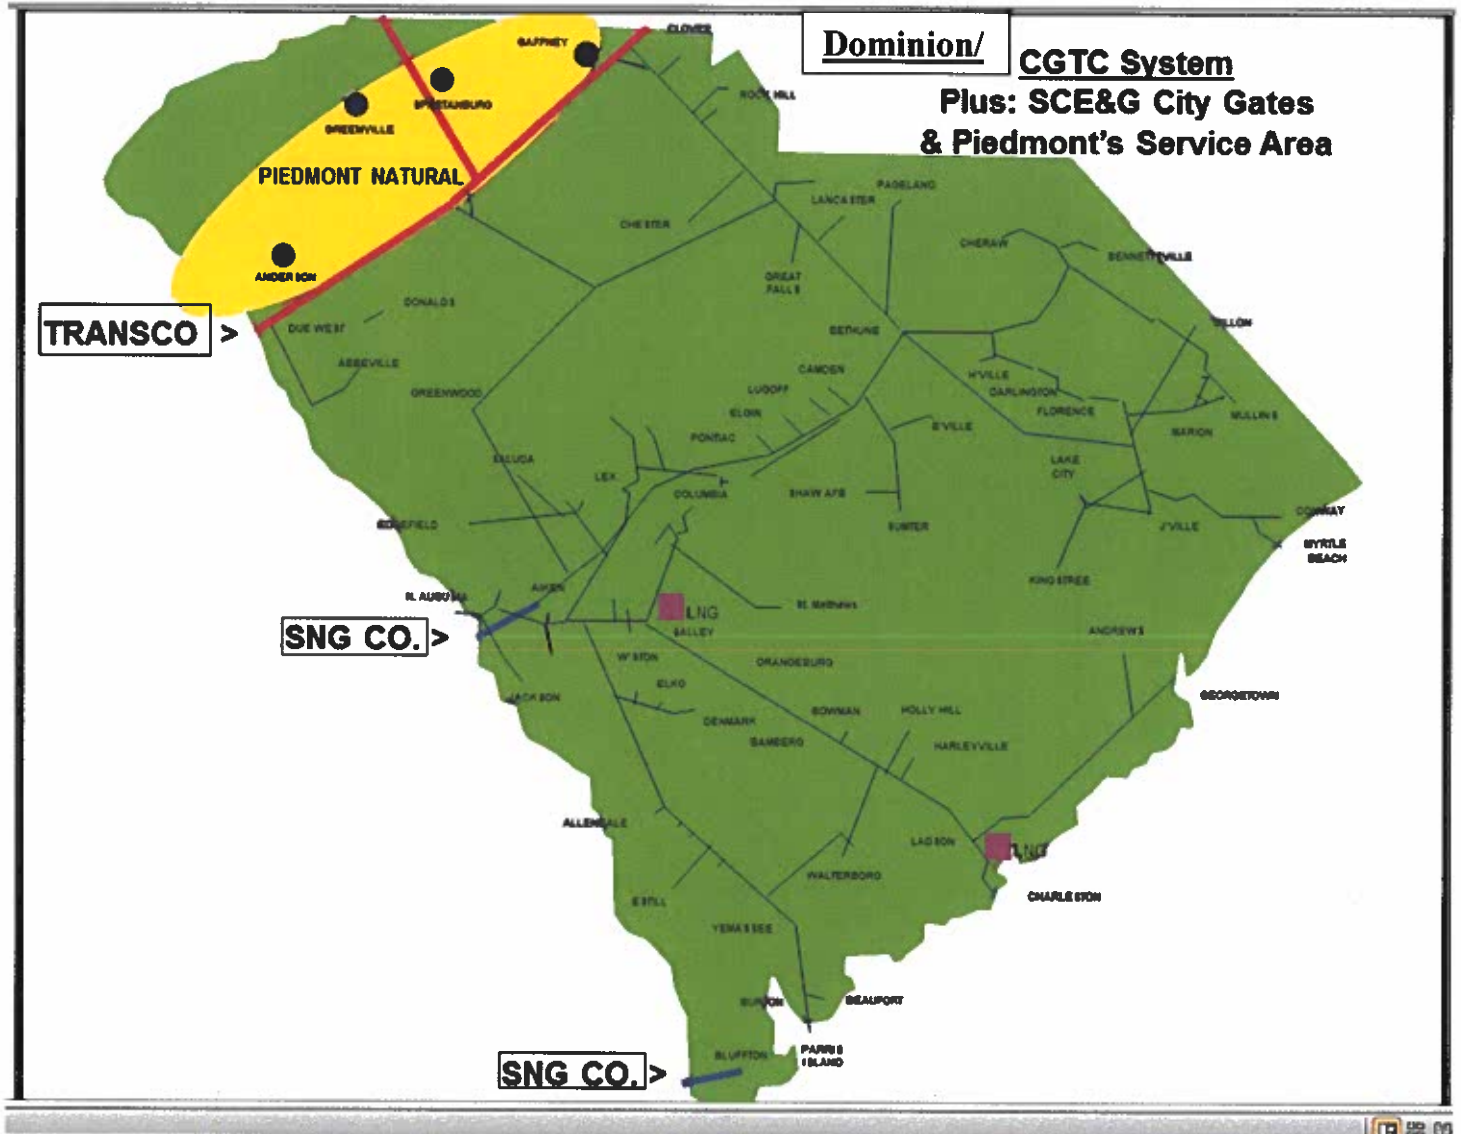 Dominion/
CGTC System
Plus: SCE&G City Gates
& Piedmont's Service Area
CLOVER
GAFFNEY
SPARTANBURG
ROCK HILL
GREENVILLE
PIEDMONT NATURAL
PAGELAND
LANCASTER
CHESTER
CHERAW
BENNETTSVILLE
ANDERSON
GREAT
FALLS
DONALDS
TRANSCO >
DUE WEST
BETHUNE
DILLON
ABBEVILLE
CAMDEN
H'VILLE
GREENWOOD
LUGOFF
DARLINGTON
ELGIN
FLORENCE
MULLINS
B'VILLE
MARION
PONTIAC
SALUDA
LAKE
CITY
LEX.
COLUMBIA
SHAW AFB
EDGEFIELD
SUMTER
J'VILLE
CONWAY
MYRTLE
BEACH
KINGSTREE
AIKEN
N. AUGUSTA
St. Matthews
LNG
SALLEY
SNG CO. >
ANDREWS
W'STON
ORANGEBURG
ELKO
JACKSON
GEORGETOWN
BOWMAN
HOLLY HILL
DENMARK
BAMBERG
HARLEYVILLE
ALLENDALE
LADSON
LNG
WALTERBORO
CHARLESTON
ESTILL
YEMASSEE
BURTON
BEAUFORT
BLUFFTON
PARRIS
ISLAND
SNG CO. >